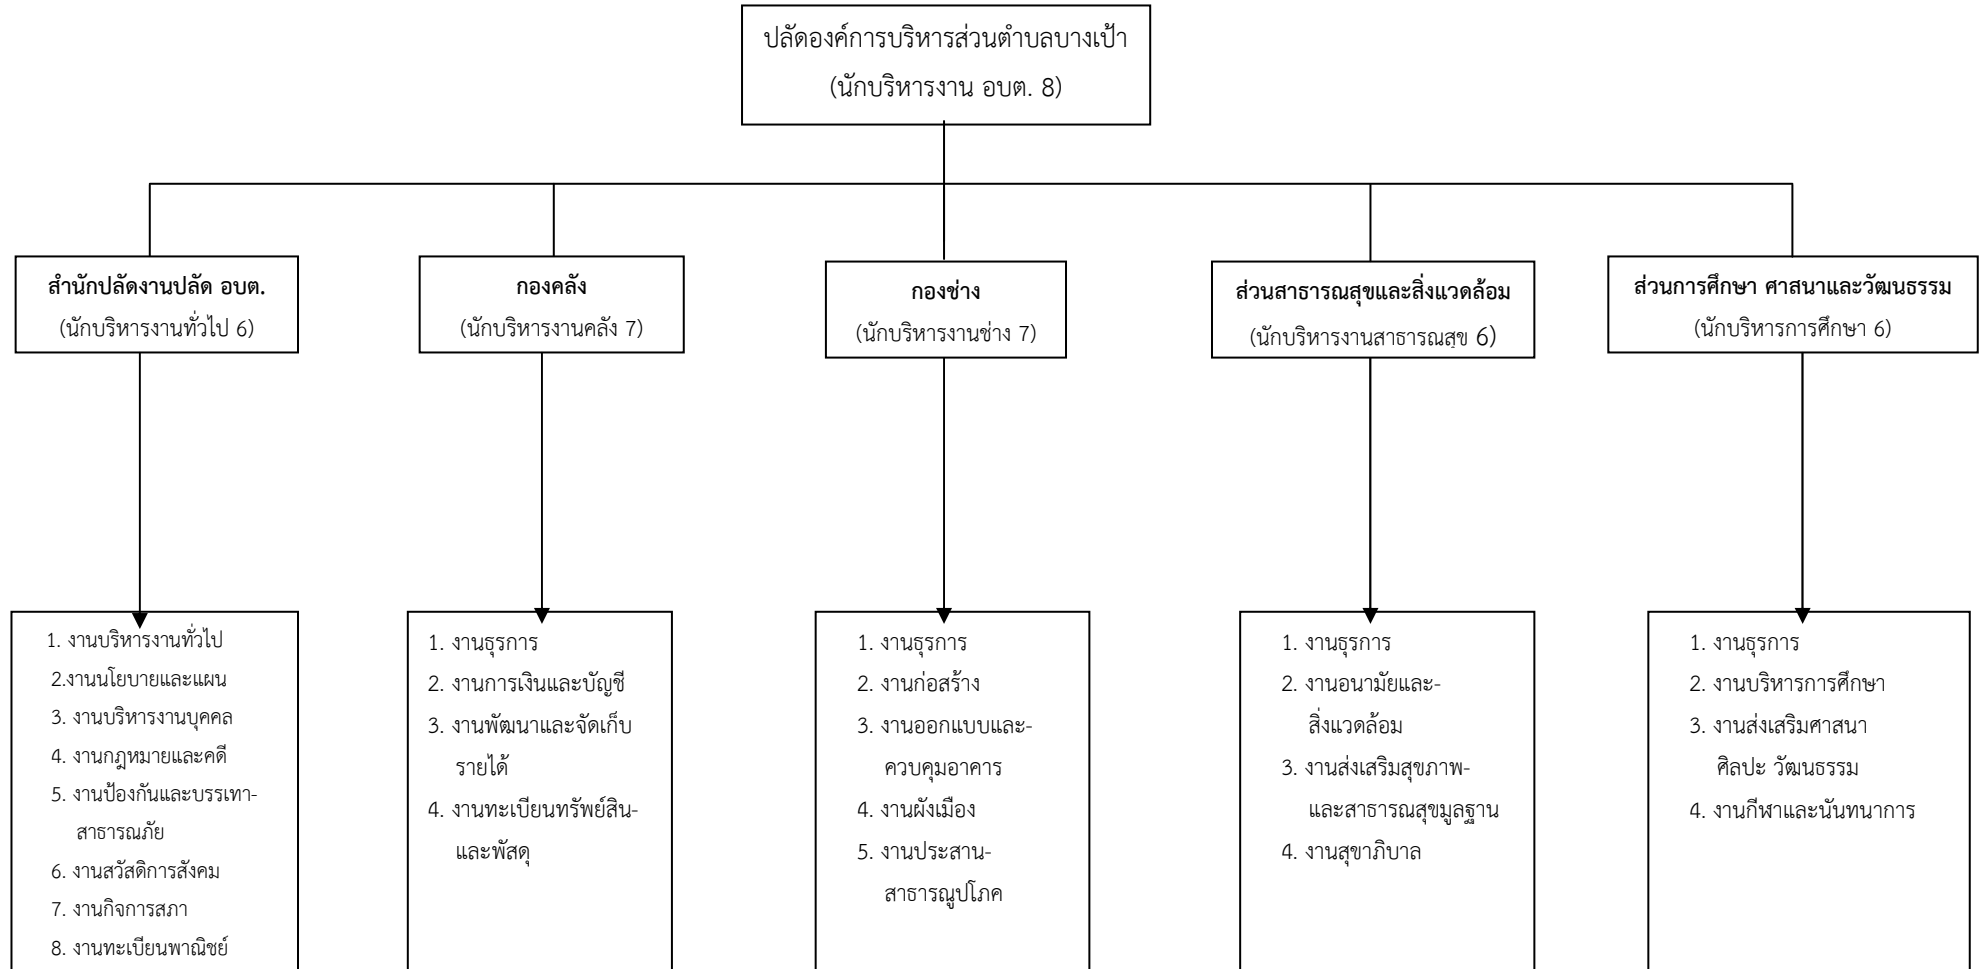 ปลัดองค์การบริหารส่วนตำบลบางเป้า
(นักบริหารงาน อบต. 8)
สำนักปลัดงานปลัด อบต.
(นักบริหารงานทั่วไป 6)
กองคลัง
(นักบริหารงานคลัง 7)
กองช่าง
(นักบริหารงานช่าง 7)
ส่วนสาธารณสุขและสิ่งแวดล้อม
(นักบริหารงานสาธารณสุข 6)
ส่วนการศึกษา ศาสนาและวัฒนธรรม
(นักบริหารการศึกษา 6)
1. งานบริหารงานทั่วไป
2.งานนโยบายและแผน
3. งานบริหารงานบุคคล
4. งานกฎหมายและคดี
5. งานป้องกันและบรรเทา-
สาธารณภัย
6. งานสวัสดิการสังคม
7. งานกิจการสภา
8. งานทะเบียนพาณิชย์
1. งานธุรการ
2. งานการเงินและบัญชี
3. งานพัฒนาและจัดเก็บ
รายได้
4. งานทะเบียนทรัพย์สิน-
และพัสดุ
1. งานธุรการ
2. งานก่อสร้าง
3. งานออกแบบและ-
ควบคุมอาคาร
4. งานผังเมือง
5. งานประสาน-
สาธารณูปโภค
1. งานธุรการ
2. งานอนามัยและ-
สิ่งแวดล้อม
3. งานส่งเสริมสุขภาพ-
และสาธารณสุขมูลฐาน
4. งานสุขาภิบาล
1. งานธุรการ
2. งานบริหารการศึกษา
3. งานส่งเสริมศาสนา
ศิลปะ วัฒนธรรม
4. งานกีฬาและนันทนาการ